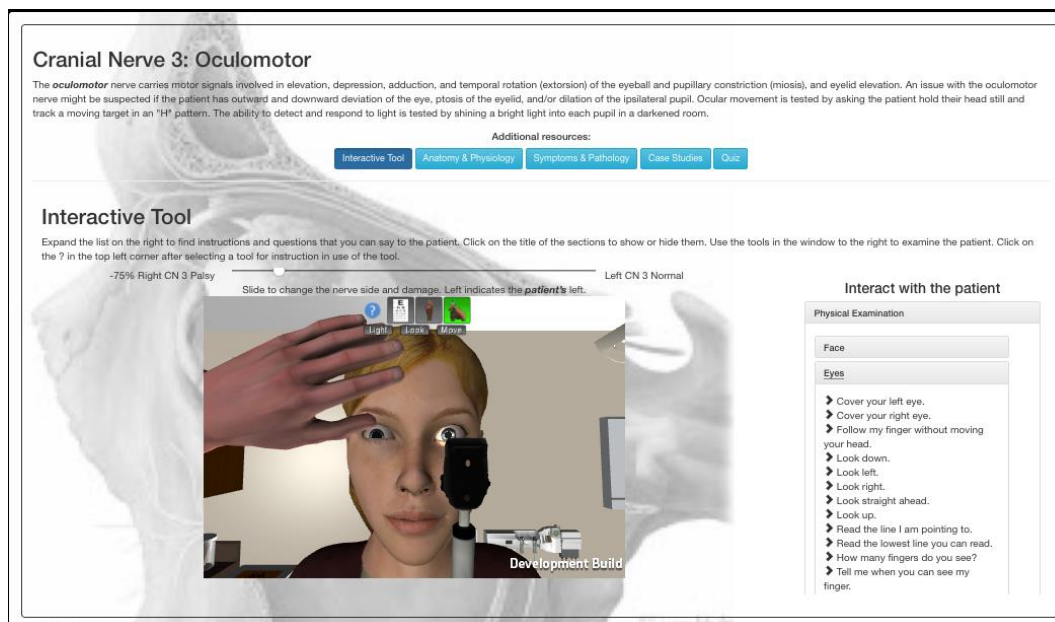 Cranial Nerve 3: Oculomotor
The oculomotor nerve carries motor signals involved in elevation, depression, adduction, and temporal rotation (extorsion) of the eyeball and pupillary constriction (miosis), and eyelid elevation. An issue with the oculomotor
nerve might be suspected if the patient has outward and downward deviation of the eye, ptosis of the eyelid, and/or dilation of the ipsilateral pupil. Ocular movement is tested by asking the patient hold their head still and
track a moving target in an "H" pattern. The ability to detect and respond to light is tested by shining a bright light into each pupil in a darkened room.
Additional resources:
Interactive Tool Anatomy & Physiology Symptoms & Pathology Case Studies Quiz
Interactive Tool
Expand the list on the right to find instructions and questions that you can say to the patient. Click on the title of the sections to show or hide them. Use the tools in the window to the right to examine the patient. Click on
the ? in the top left corner after selecting a tool for instruction in use of the tool.
-75% Right CN 3 Palsy Left CN 3 Normal
Slide to change the nerve side and damage. Left indicates the patient's left.
?
E
Light Look Move
Development Build
Interact with the patient
Physical Examination
Face
Eyes
Cover your left eye.
Cover your right eye.
Follow my finger without moving
your head.
Look down.
Look left.
Look right.
Look straight ahead.
Look up.
Read the line I am pointing to.
Read the lowest line you can read.
How many fingers do you see?
Tell me when you can see my
finger.